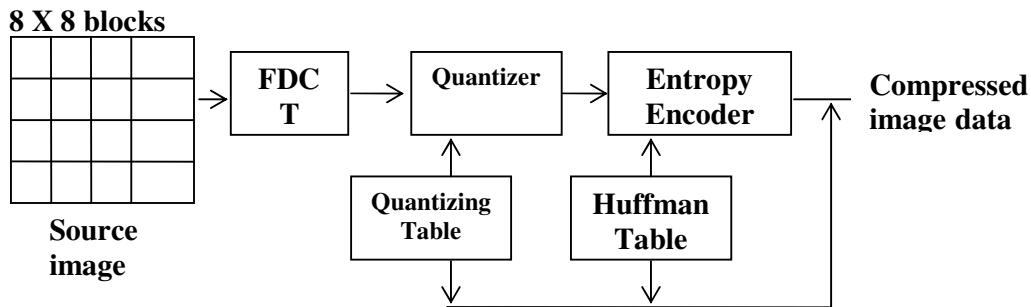 8 X 8 blocks
FDC
T
Quantizer
Entropy
Encoder
Compressed
image data
Quantizing
Table
Huffman
Table
Source
image